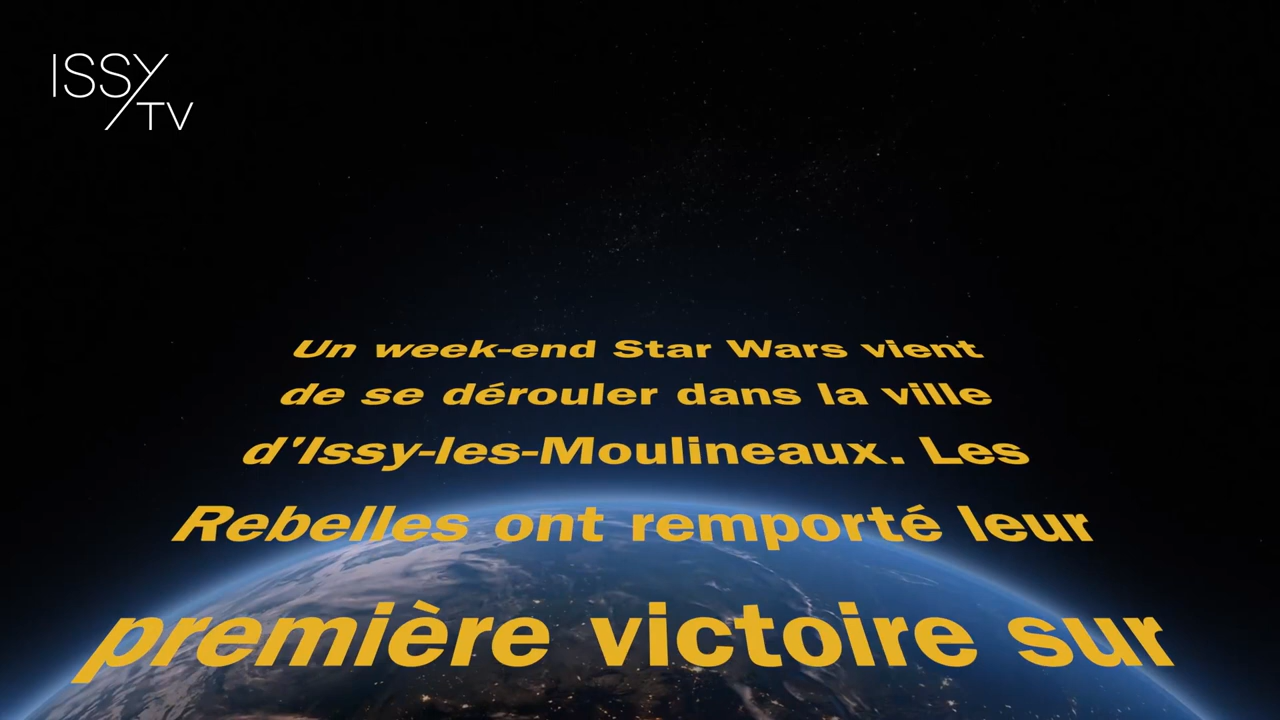 ISSY
TV
Un week-end Star Wars vient
de se dérouler dans la ville
d'Issy-les-Moulineaux. Les
Rebelles ont remporté leur
première victoire sur